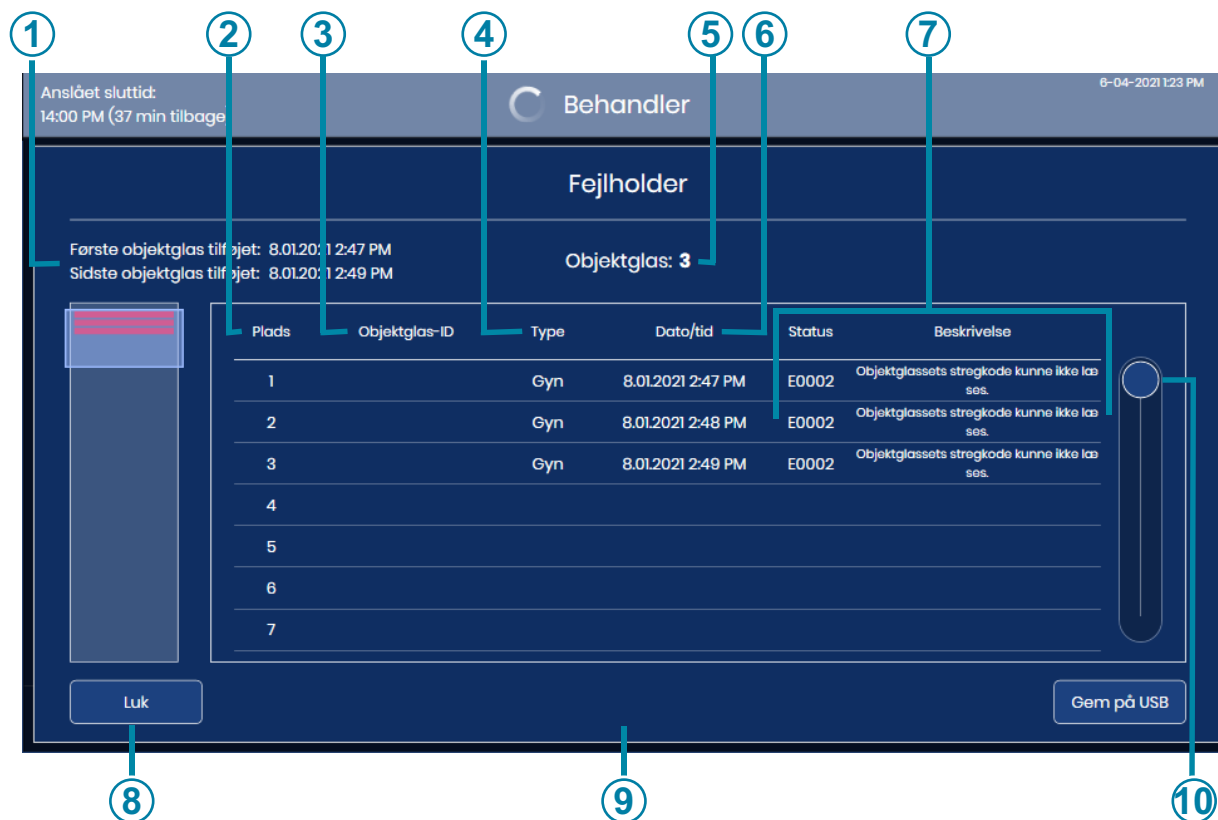 1 2 3 4 5 6 7
Anslået sluttid:
14:00 PM (37 min tilbage)
Behandler
6-04-2021 1:23 PM
Fejlholder
Første objektglas tilføjet: 8.01.2021 2:47 PM
Sidste objektglas tilføjet: 8.01.2021 2:49 PM
Objektglas: 3
Plads Objektglas-ID Type Dato/tid Status Beskrivelse
1 Gyn 8.01.2021 2:47 PM E0002 Objektglassets stregkode kunne ikke læ
ses.
2 Gyn 8.01.2021 2:48 PM E0002 Objektglassets stregkode kunne ikke læ
ses.
3 Gyn 8.01.2021 2:49 PM E0002 Objektglassets stregkode kunne ikke læ
ses.
4
5
6
7
Luk
Gem på USB
8 9 10